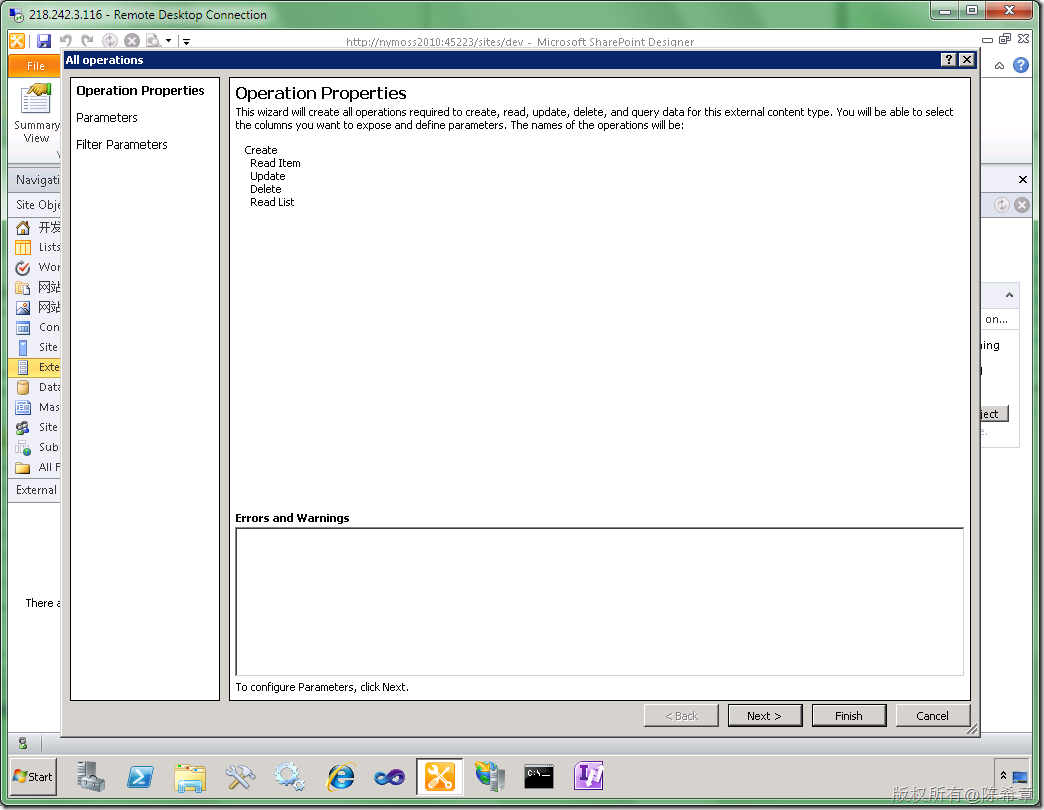 218.242.3.116 - Remote Desktop Connection
http://nymoss2010:45223/sites/dev - Microsoft SharePoint Designer
File
All operations
Summary
View
Navigati
Site Obje
开发
Lists
Wor
网站
网站
Con
Site
Exte
Data
Mas
Site
Sub
All F
External
There a
Operation Properties
Parameters
Filter Parameters
Operation Properties
This wizard will create all operations required to create, read, update, delete, and query data for this external content type. You will be able to select
the columns you want to expose and define parameters. The names of the operations will be:
Create
Read Item
Update
Delete
Read List
Errors and Warnings
To configure Parameters, click Next.
< Back
Next >
Finish
Cancel
on...
ing
ject
e.
Start
C:\
版权所有@陈希章